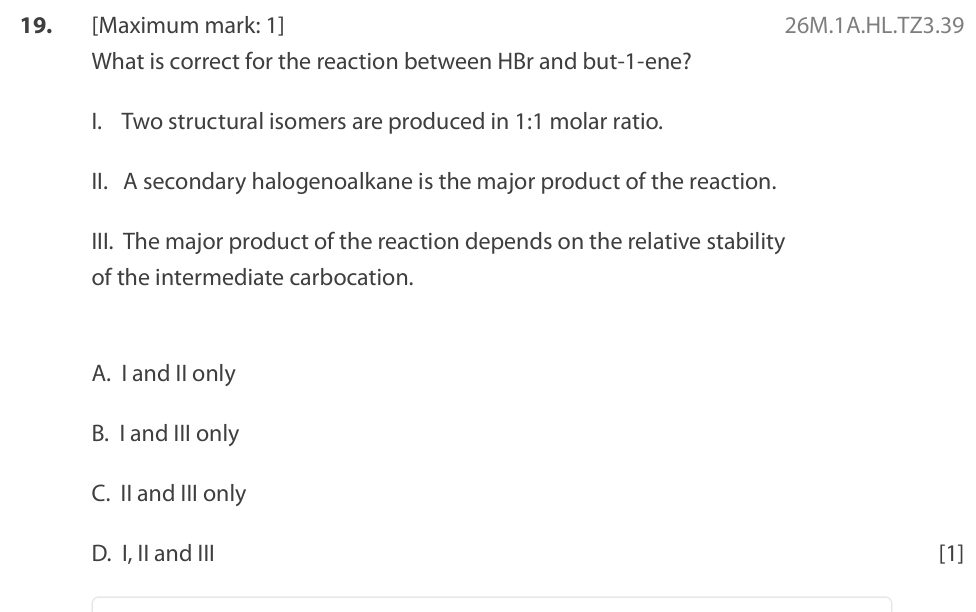 19. [Maximum mark: 1] 26M.1A.HL.TZ3.39
What is correct for the reaction between HBr and but-1-ene?
I. Two structural isomers are produced in 1:1 molar ratio.
II. A secondary halogenoalkane is the major product of the reaction.
III. The major product of the reaction depends on the relative stability
of the intermediate carbocation.
A. I and II only
B. I and III only
C. II and III only
D. I, II and III [1]